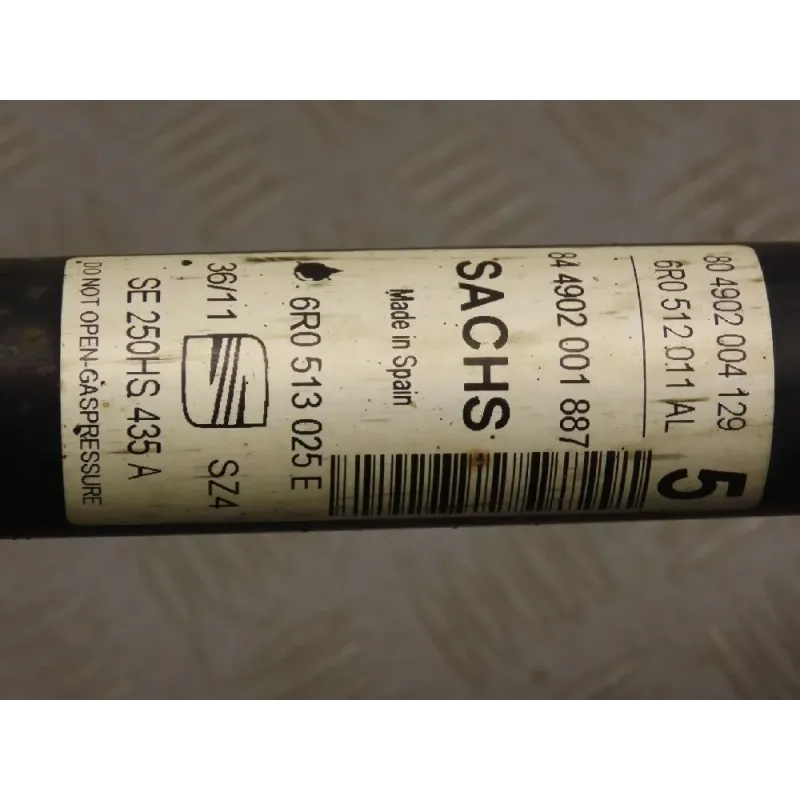 80 4902 004 129
6R0 512 011 AL
5
84 4902 001 887
SACHS
Made in Spain
6R0 513 025 E
36/11 SZ4
SE 250HS 435 A
DO NOT OPEN-GASPRESSURE